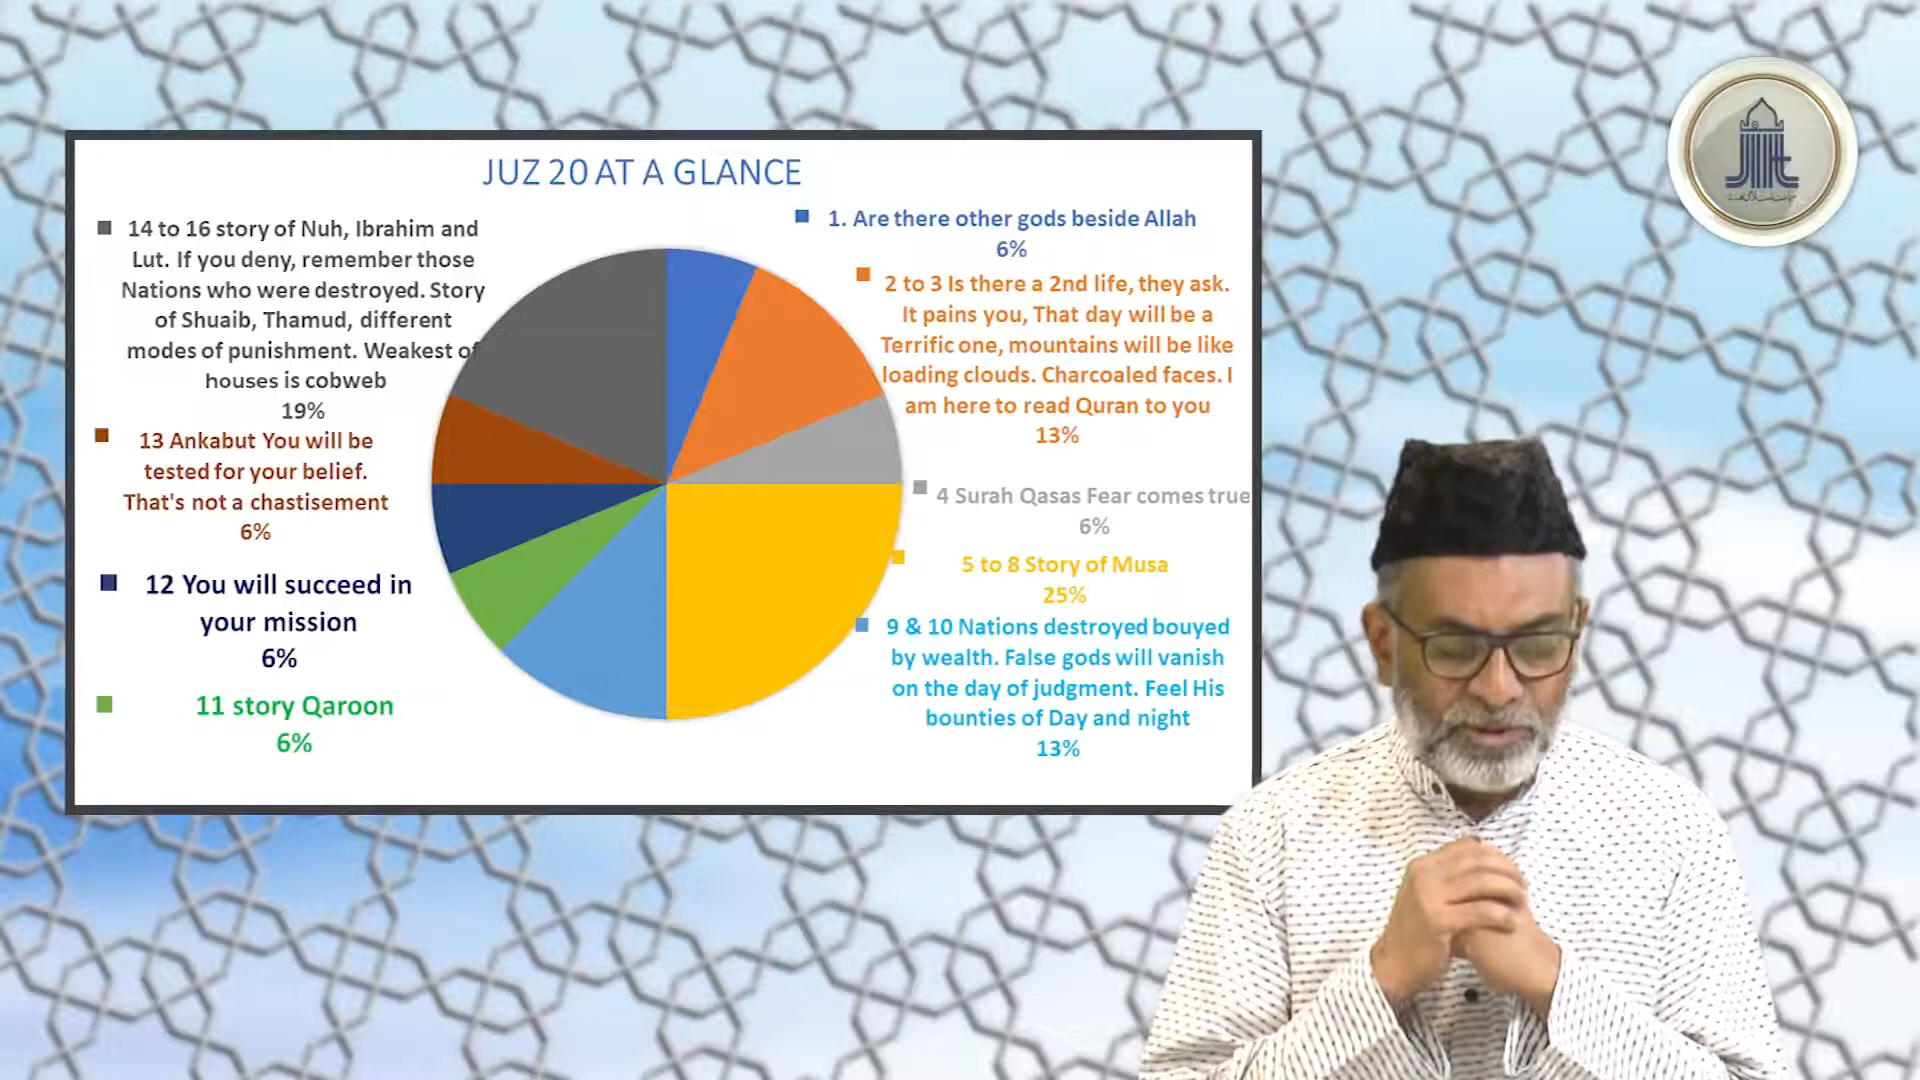 JUZ 20 AT A GLANCE
1. Are there other gods beside Allah
6%
2 to 3 Is there a 2nd life, they ask.
It pains you, That day will be a
Terrific one, mountains will be like
loading clouds. Charcoaled faces. I
am here to read Quran to you
13%
4 Surah Qasas Fear comes true
6%
5 to 8 Story of Musa
25%
9 & 10 Nations destroyed bouyed
by wealth. False gods will vanish
on the day of judgment. Feel His
bounties of Day and night
13%
11 story Qaroon
6%
12 You will succeed in
your mission
6%
13 Ankabut You will be
tested for your belief.
That's not a chastisement
6%
14 to 16 story of Nuh, Ibrahim and
Lut. If you deny, remember those
Nations who were destroyed. Story
of Shuaib, Thamud, different
modes of punishment. Weakest of
houses is cobweb
19%